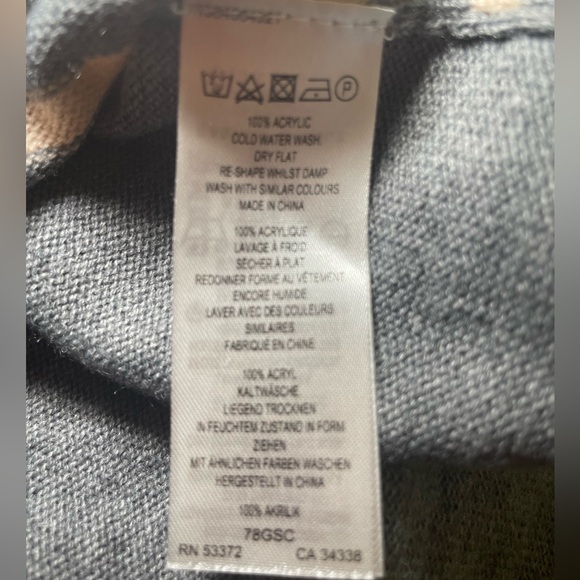 100% ACRYLIC
COLD WATER WASH
DRY FLAT
RE-SHAPE WHILST DAMP
WASH WITH SIMILAR COLOURS
MADE IN CHINA
100% ACRYLIQUE
LAVAGE À FROID
SÉCHER À PLAT
REDONNER FORME AU VÊTEMENT
ENCORE HUMIDE
LAVER AVEC DES COULEURS
SIMILAIRES
FABRIQUÉ EN CHINE
100% ACRYL
KALTWÄSCHE
LIEGEND TROCKNEN
IN FEUCHTEM ZUSTAND IN FORM
ZIEHEN
MIT ÄHNLICHEN FARBEN WASCHEN
HERGESTELLT IN CHINA
100% AKRILIK
78GSC
RN 53372 CA 34338